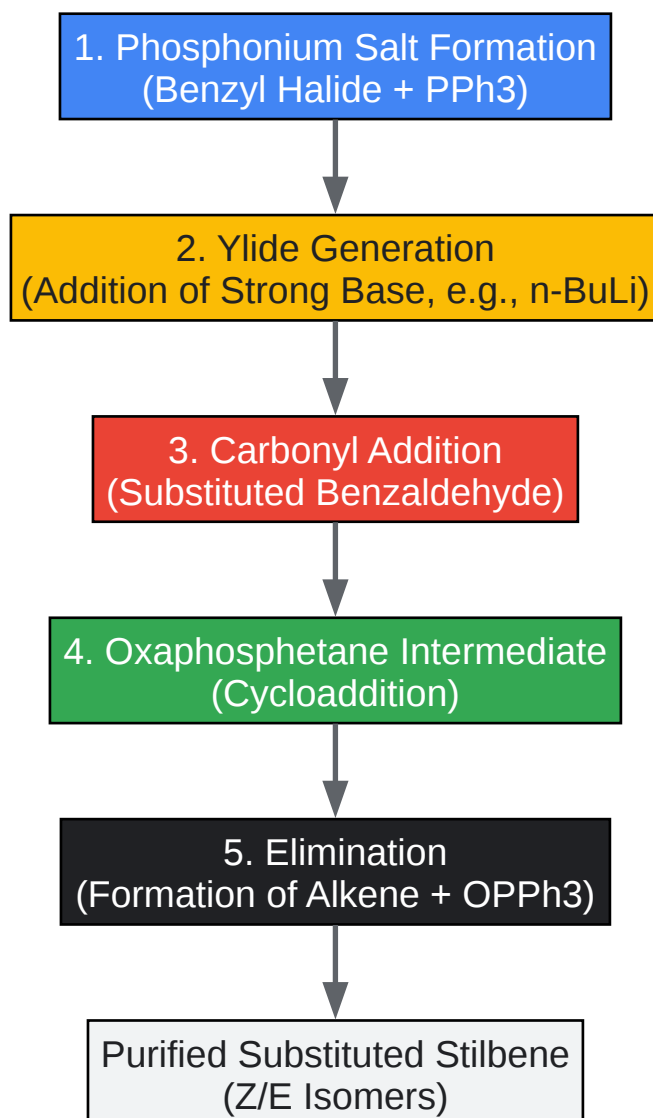 1. Phosphonium Salt Formation
(Benzyl Halide + PPh3)
2. Ylide Generation
(Addition of Strong Base, e.g., n-BuLi)
3. Carbonyl Addition
(Substituted Benzaldehyde)
4. Oxaphosphetane Intermediate
(Cycloaddition)
5. Elimination
(Formation of Alkene + OPPh3)
Purified Substituted Stilbene
(Z/E Isomers)